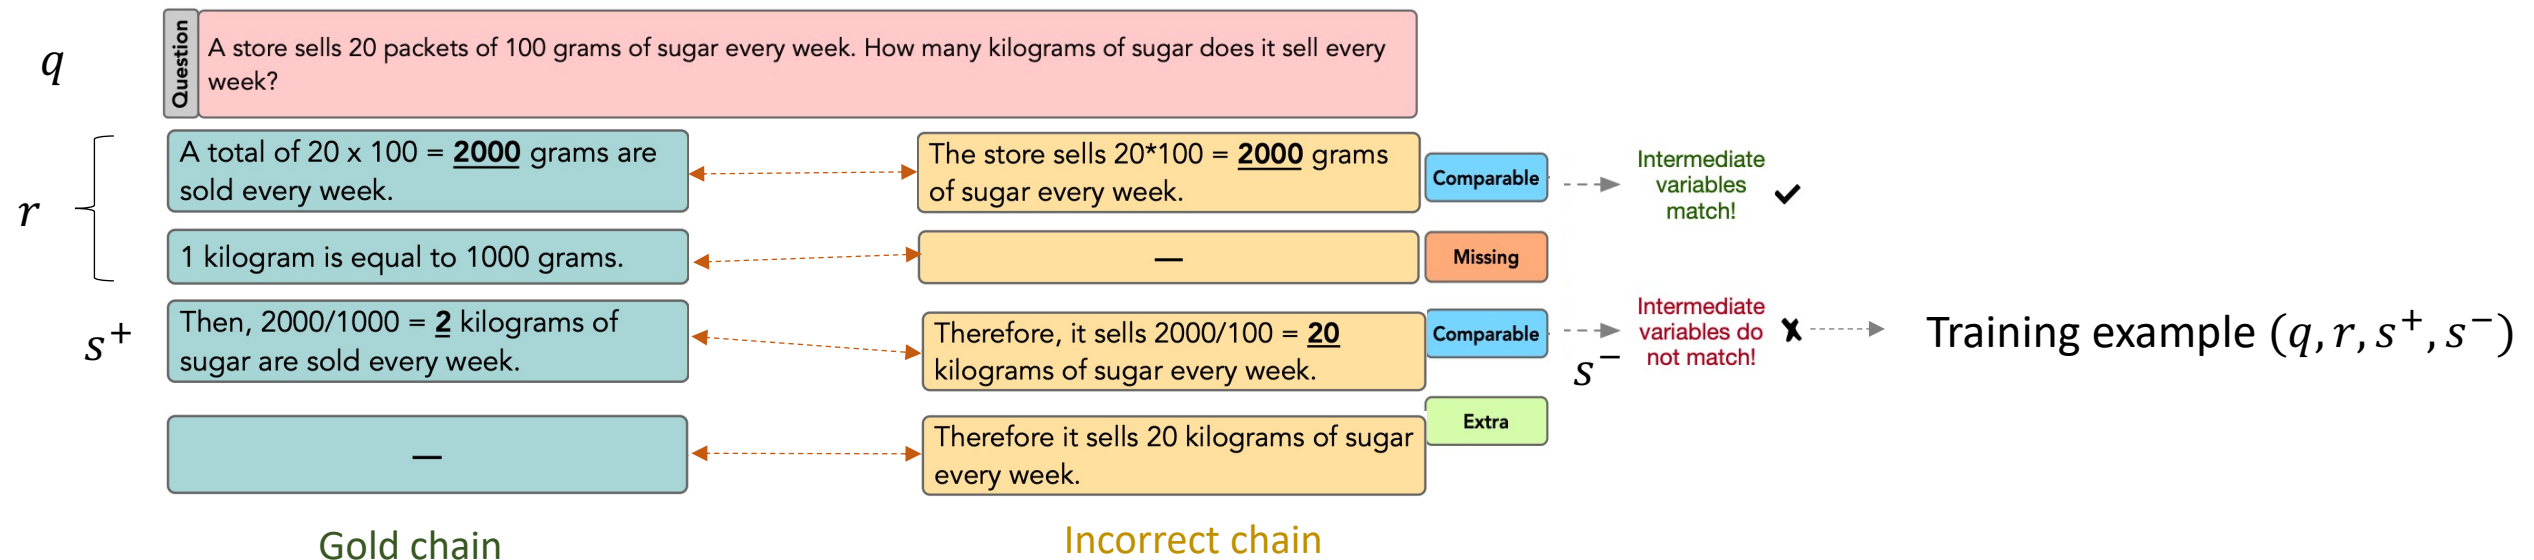 q
Question
A store sells 20 packets of 100 grams of sugar every week. How many kilograms of sugar does it sell every
week?
r
A total of 20 x 100 = 2000 grams are
sold every week.
The store sells 20*100 = 2000 grams
of sugar every week.
Comparable
Intermediate
variables
match!
1 kilogram is equal to 1000 grams.
—
Missing
s⁺
Then, 2000/1000 = 2 kilograms of
sugar are sold every week.
Therefore, it sells 2000/100 = 20
kilograms of sugar every week.
Comparable
s⁻
Intermediate
variables do
not match!
Training example (q, r, s⁺, s⁻)
—
Therefore it sells 20 kilograms of sugar
every week.
Extra
Gold chain
Incorrect chain